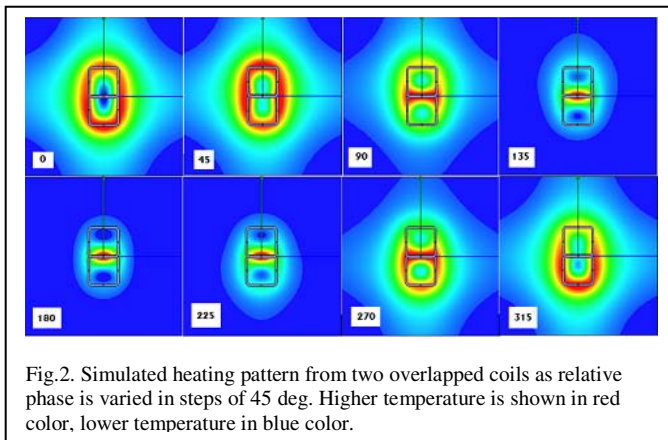 0 45 90 135
180 225 270 315
Fig.2. Simulated heating pattern from two overlapped coils as relative
phase is varied in steps of 45 deg. Higher temperature is shown in red
color, lower temperature in blue color.